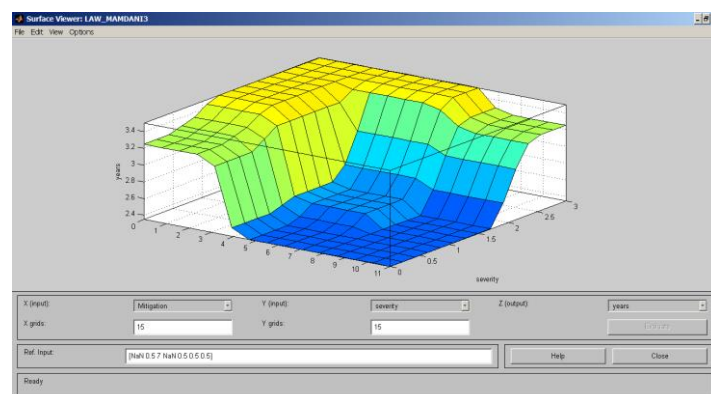 Surface Viewer: LAW_MAMDANI3
File Edit View Options
3.4
3.2
3
2.8
2.6
2.4
years
0 1 2 3 4 5 6 7 8 9 10 11
0 0.5 1 1.5 2 2.5 3
severity
X (input): Mitigation Y (input): severity Z (output): years
X grids: 15 Y grids: 15 Evaluate
Ref. Input: [NaN 0.5 7 NaN 0.5 0.5 0.5] Help Close
Ready